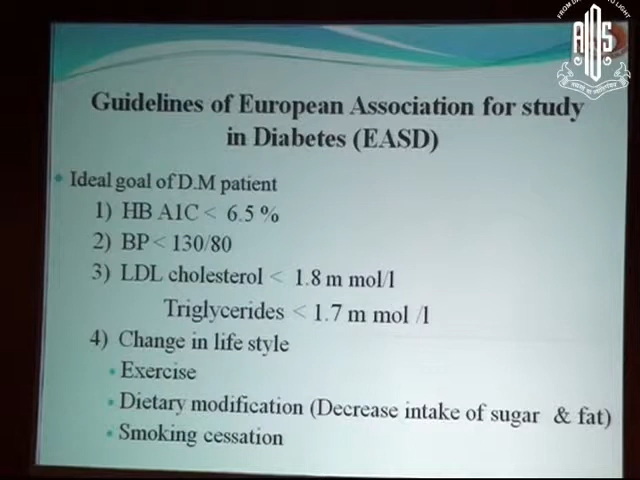 AIOS
Guidelines of European Association for study
in Diabetes (EASD)
Ideal goal of D.M patient
1) HB A1C < 6.5 %
2) BP < 130/80
3) LDL cholesterol < 1.8 m mol/l
Triglycerides < 1.7 m mol /l
4) Change in life style
Exercise
Dietary modification (Decrease intake of sugar & fat)
Smoking cessation